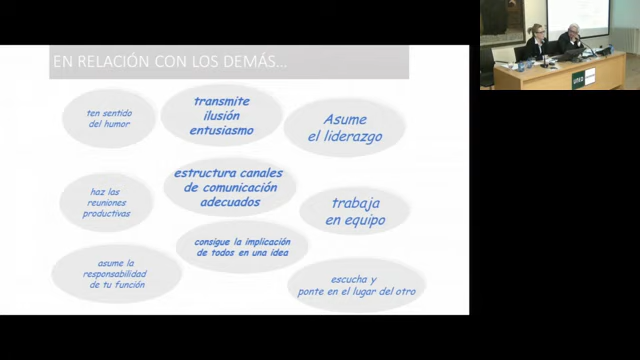 EN RELACIÓN CON LOS DEMÁS...
ten sentido
del humor
transmite
ilusión
entusiasmo
Asume
el liderazgo
haz las
reuniones
productivas
estructura canales
de comunicación
adecuados
trabaja
en equipo
consigue la implicación
de todos en una idea
asume la
responsabilidad
de tu función
escucha y
ponte en el lugar del otro